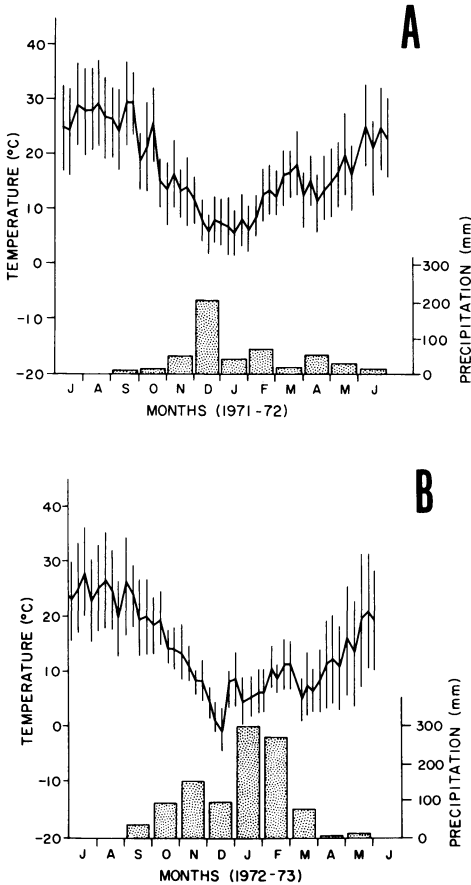 A
40
30
20
10
0
-10
-20
TEMPERATURE (°C)
300
200
100
0
PRECIPITATION (mm)
J A S O N D J F M A M J
MONTHS (1971-72)
B
40
30
20
10
0
-10
-20
TEMPERATURE (°C)
300
200
100
0
PRECIPITATION (mm)
J A S O N D J F M A M J
MONTHS (1972-73)